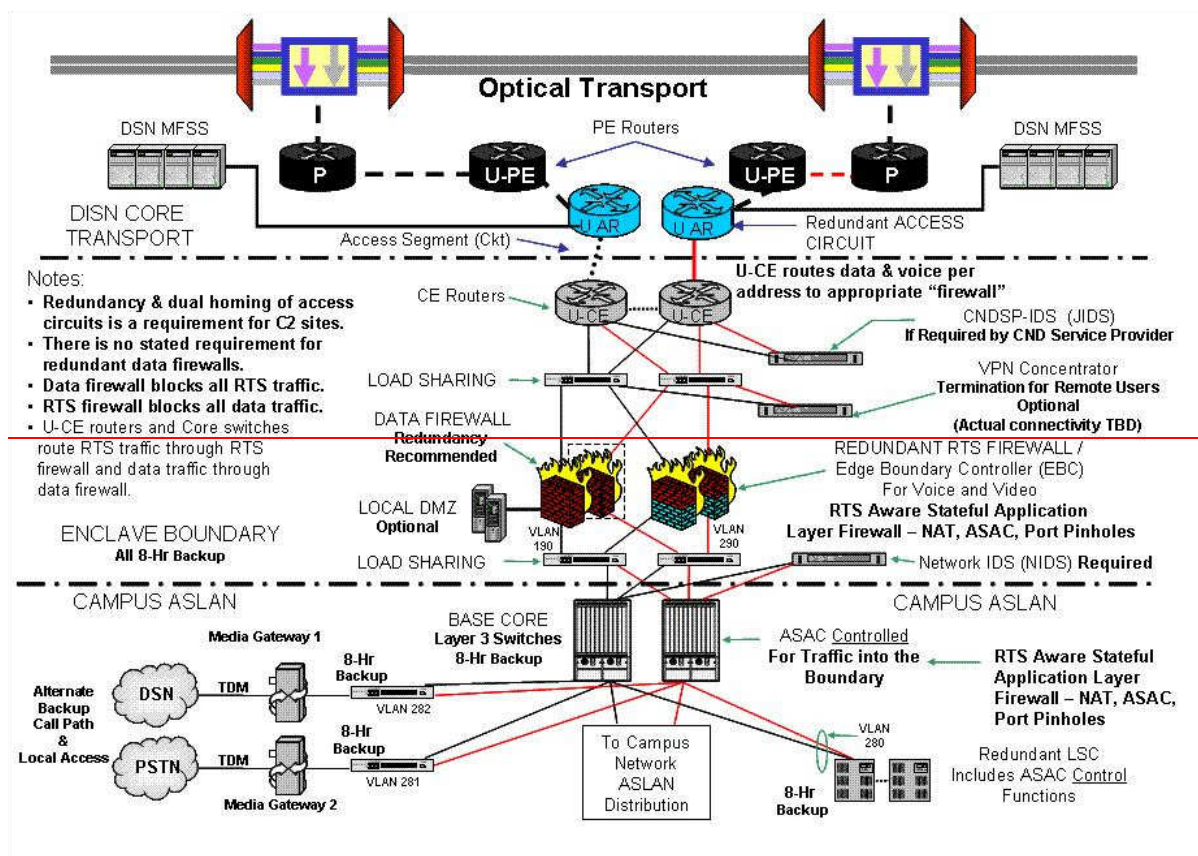 Optical Transport
DSN MFSS
PE Routers
DSN MFSS
P
U-PE
U-PE
P
U AR
U AR
DISN CORE
TRANSPORT
Access Segment (Ckt)
Redundant ACCESS
CIRCUIT
Notes:
▪ Redundancy & dual homing of access
circuits is a requirement for C2 sites.
▪ There is no stated requirement for
redundant data firewalls.
▪ Data firewall blocks all RTS traffic.
▪ RTS firewall blocks all data traffic.
▪ U-CE routers and Core switches
route RTS traffic through RTS
firewall and data traffic through
data firewall.
CE Routers
U-CE
U-CE
U-CE routes data & voice per
address to appropriate “firewall”
CNDSP-IDS (JIDS)
If Required by CND Service Provider
LOAD SHARING
VPN Concentrator
Termination for Remote Users
Optional
(Actual connectivity TBD)
DATA FIREWALL
Redundancy
Recommended
REDUNDANT RTS FIREWALL /
Edge Boundary Controller (EBC)
For Voice and Video
RTS Aware Stateful Application
Layer Firewall – NAT, ASAC, Port Pinholes
LOCAL DMZ
Optional
VLAN
190
VLAN
290
ENCLAVE BOUNDARY
All 8-Hr Backup
LOAD SHARING
Network IDS (NIDS) Required
CAMPUS ASLAN
CAMPUS ASLAN
BASE CORE
Layer 3 Switches
8-Hr Backup
ASAC Controlled
For Traffic into the
Boundary
RTS Aware Stateful
Application Layer
Firewall – NAT, ASAC,
Port Pinholes
Media Gateway 1
8-Hr
Backup
Alternate
Backup
Call Path
&
Local Access
DSN
TDM
VLAN 282
8-Hr
Backup
PSTN
TDM
VLAN 281
Media Gateway 2
To Campus
Network
ASLAN
Distribution
VLAN
280
8-Hr
Backup
Redundant LSC
Includes ASAC Control
Functions